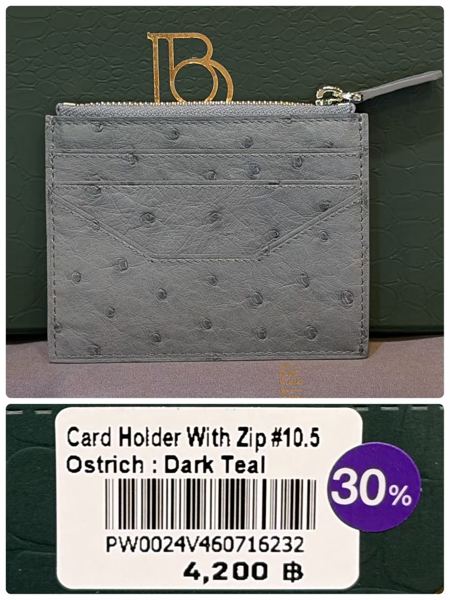 B
Card Holder With Zip #10.5
Ostrich : Dark Teal
30%
PW0024V460716232
4,200 ฿